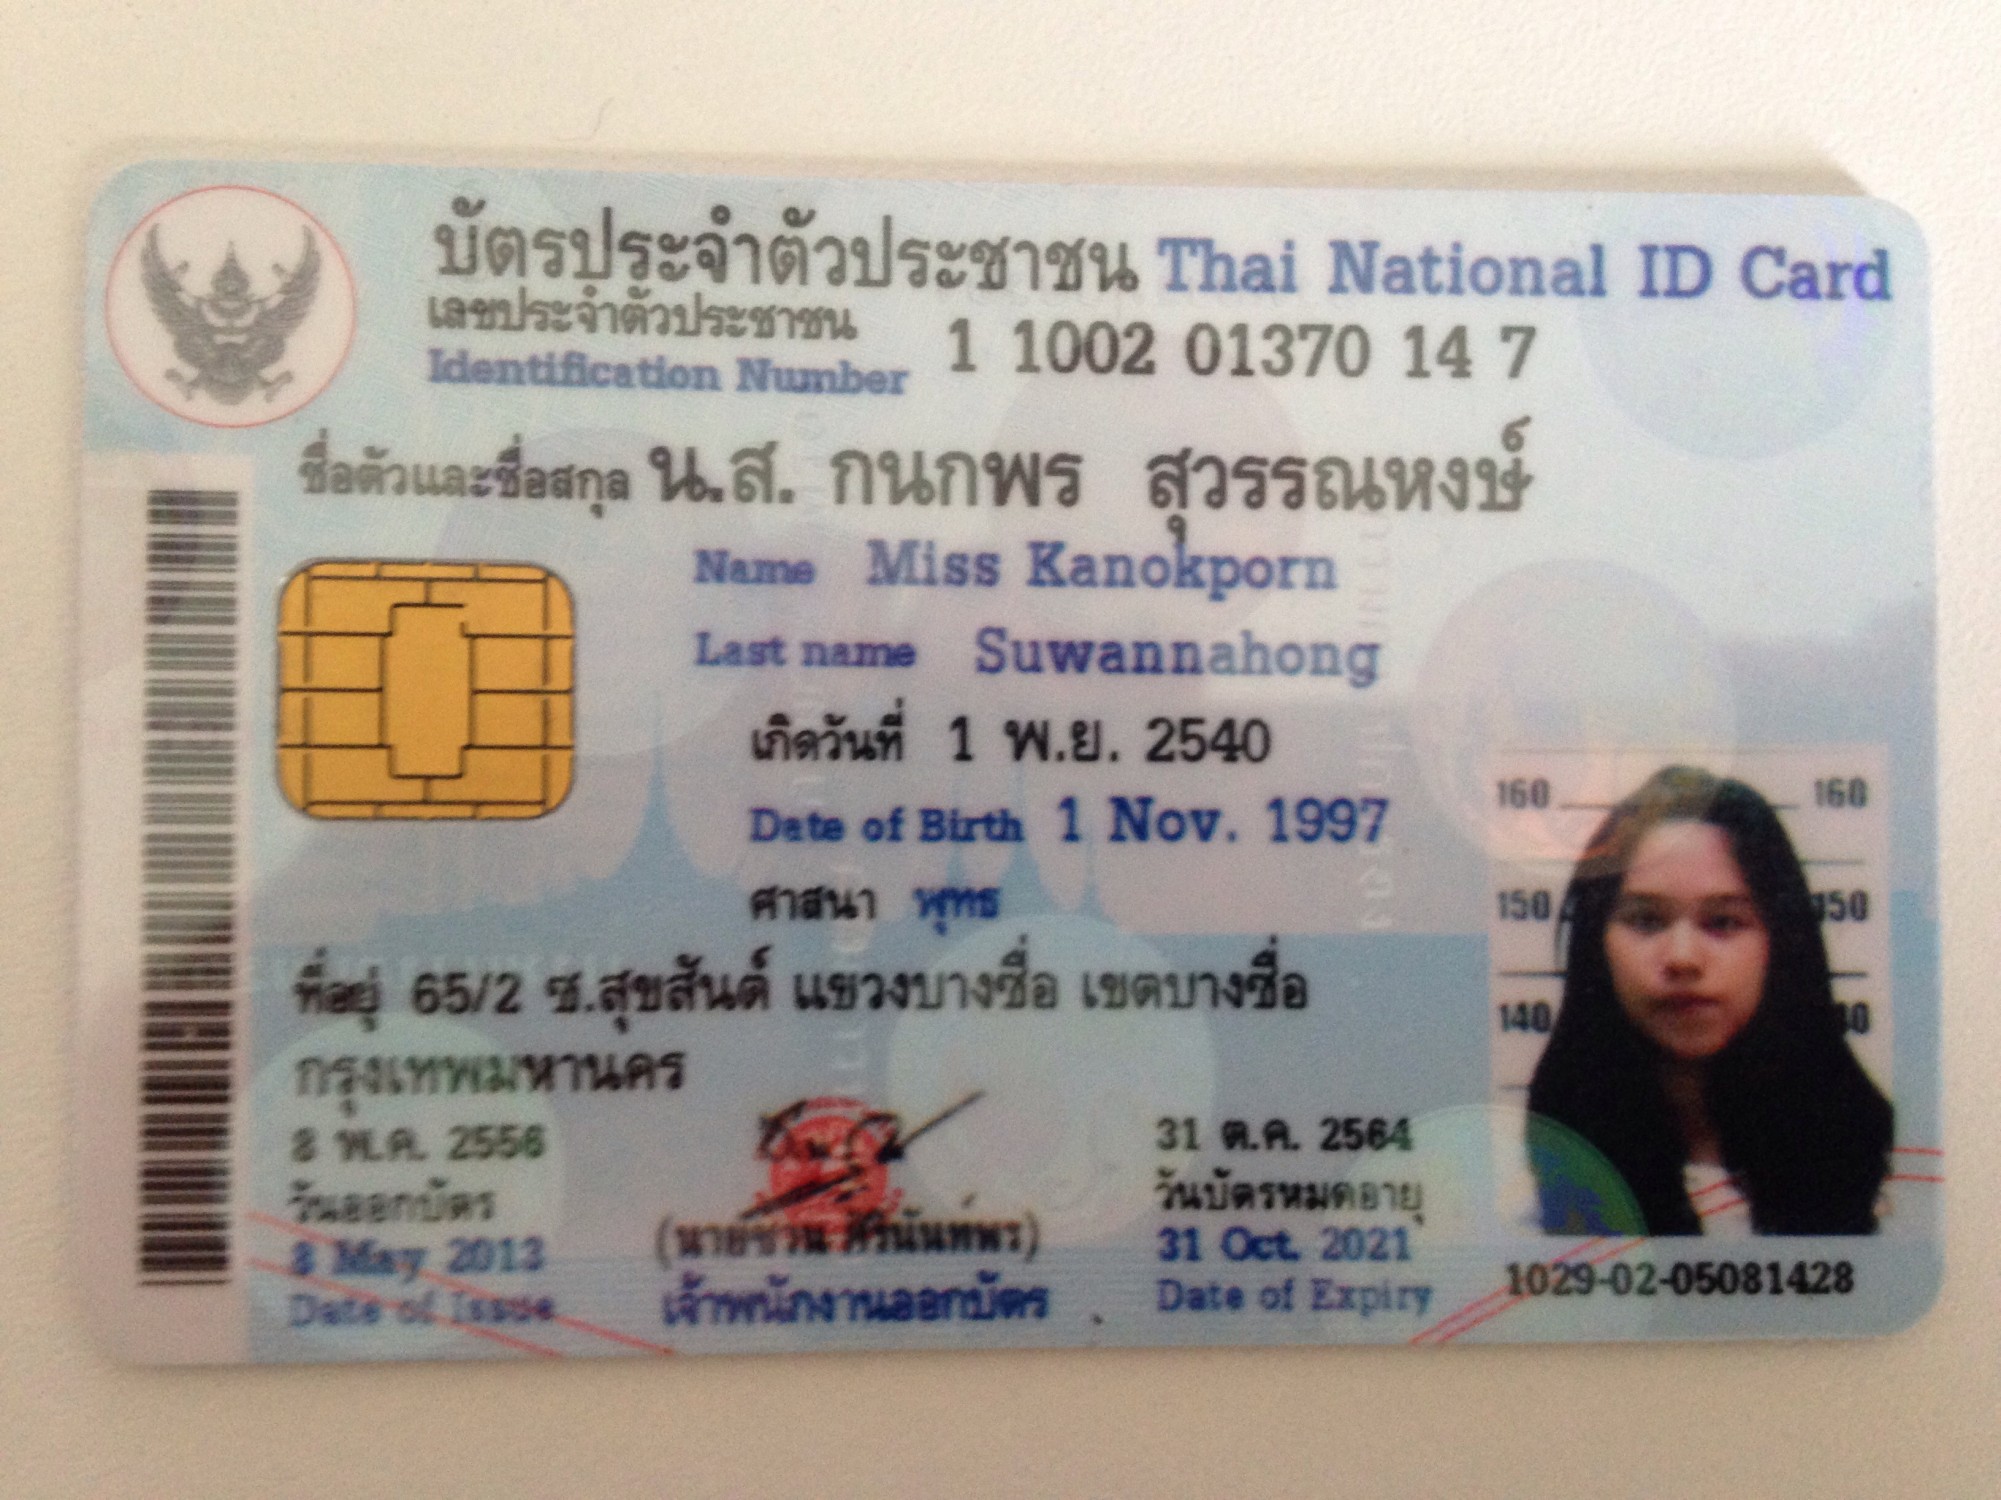 บัตรประจำตัวประชาชน Thai National ID Card
เลขประจำตัวประชาชน
Identification Number 1 1002 01370 14 7
ชื่อตัวและชื่อสกุล น.ส. กนกพร สุวรรณหงษ์
Name Miss Kanokporn
Last name Suwannahong
เกิดวันที่ 1 พ.ย. 2540
Date of Birth 1 Nov. 1997
ศาสนา พุทธ
160 160
150 150
140
ที่อยู่ 65/2 ซ.สุขสันต์ แขวงบางซื่อ เขตบางซื่อ
กรุงเทพมหานคร
8 พ.ค. 2556
วันออกบัตร
8 May 2013
Date of Issue
(นายชวน ศิรินันท์พร)
เจ้าพนักงานออกบัตร
31 ต.ค. 2564
วันบัตรหมดอายุ
31 Oct. 2021
Date of Expiry
1029-02-05081428